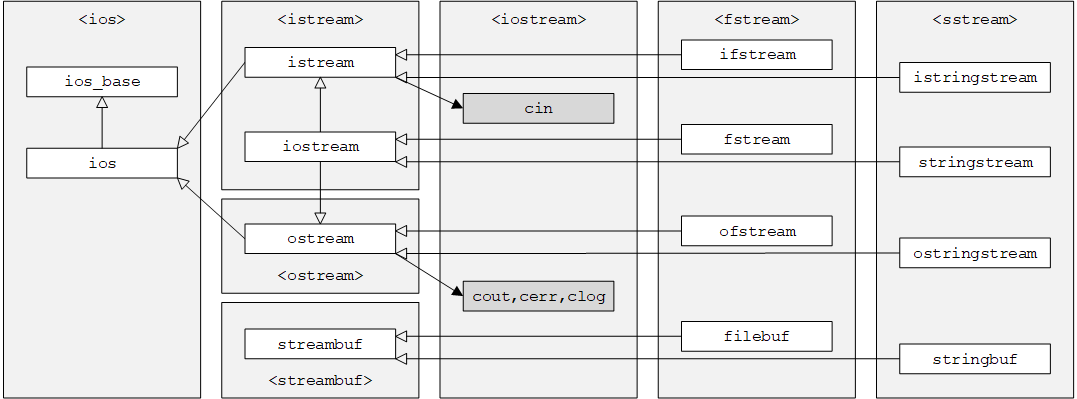 <ios>
<istream>
<iostream>
<fstream>
<sstream>
istream
ifstream
istringstream
ios_base
cin
iostream
fstream
stringstream
ios
ostream
ofstream
ostringstream
<ostream>
cout,cerr,clog
streambuf
filebuf
stringbuf
<streambuf>